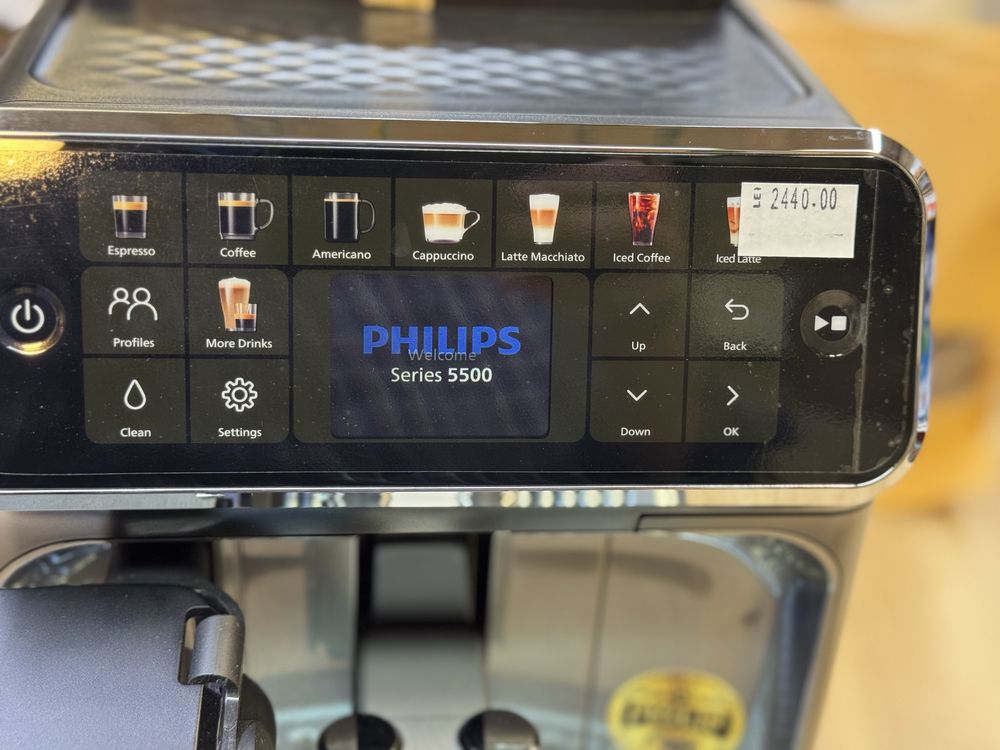 LEI 2440.00
Espresso
Coffee
Americano
Cappuccino
Latte Macchiato
Iced Coffee
Iced Latte
Profiles
More Drinks
PHILIPS
Welcome
Series 5500
Up
Back
Clean
Settings
Down
OK